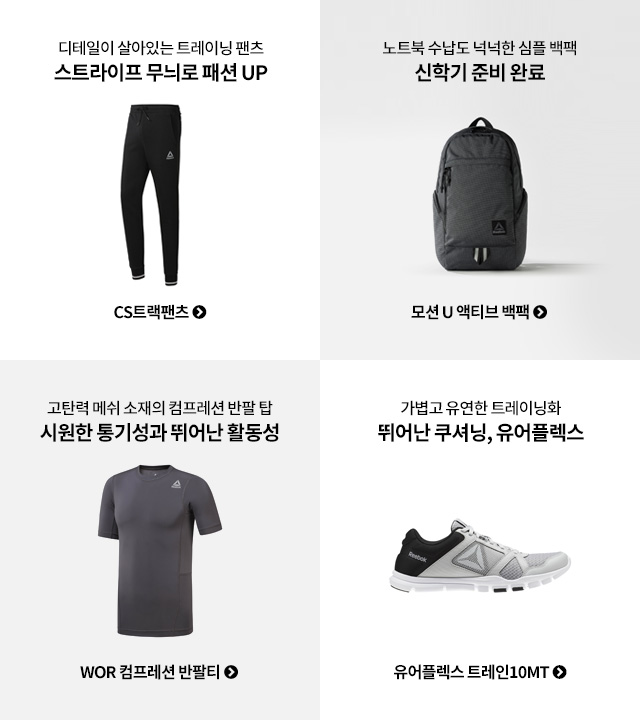 디테일이 살아있는 트레이닝 팬츠
스트라이프 무늬로 패션 UP
CS트랙팬츠
노트북 수납도 넉넉한 심플 백팩
신학기 준비 완료
모션 U 액티브 백팩
고탄력 메쉬 소재의 컴프레션 반팔 탑
시원한 통기성과 뛰어난 활동성
WOR 컴프레션 반팔티
가볍고 유연한 트레이닝화
뛰어난 쿠셔닝, 유어플렉스
Reebok
유어플렉스 트레인10MT